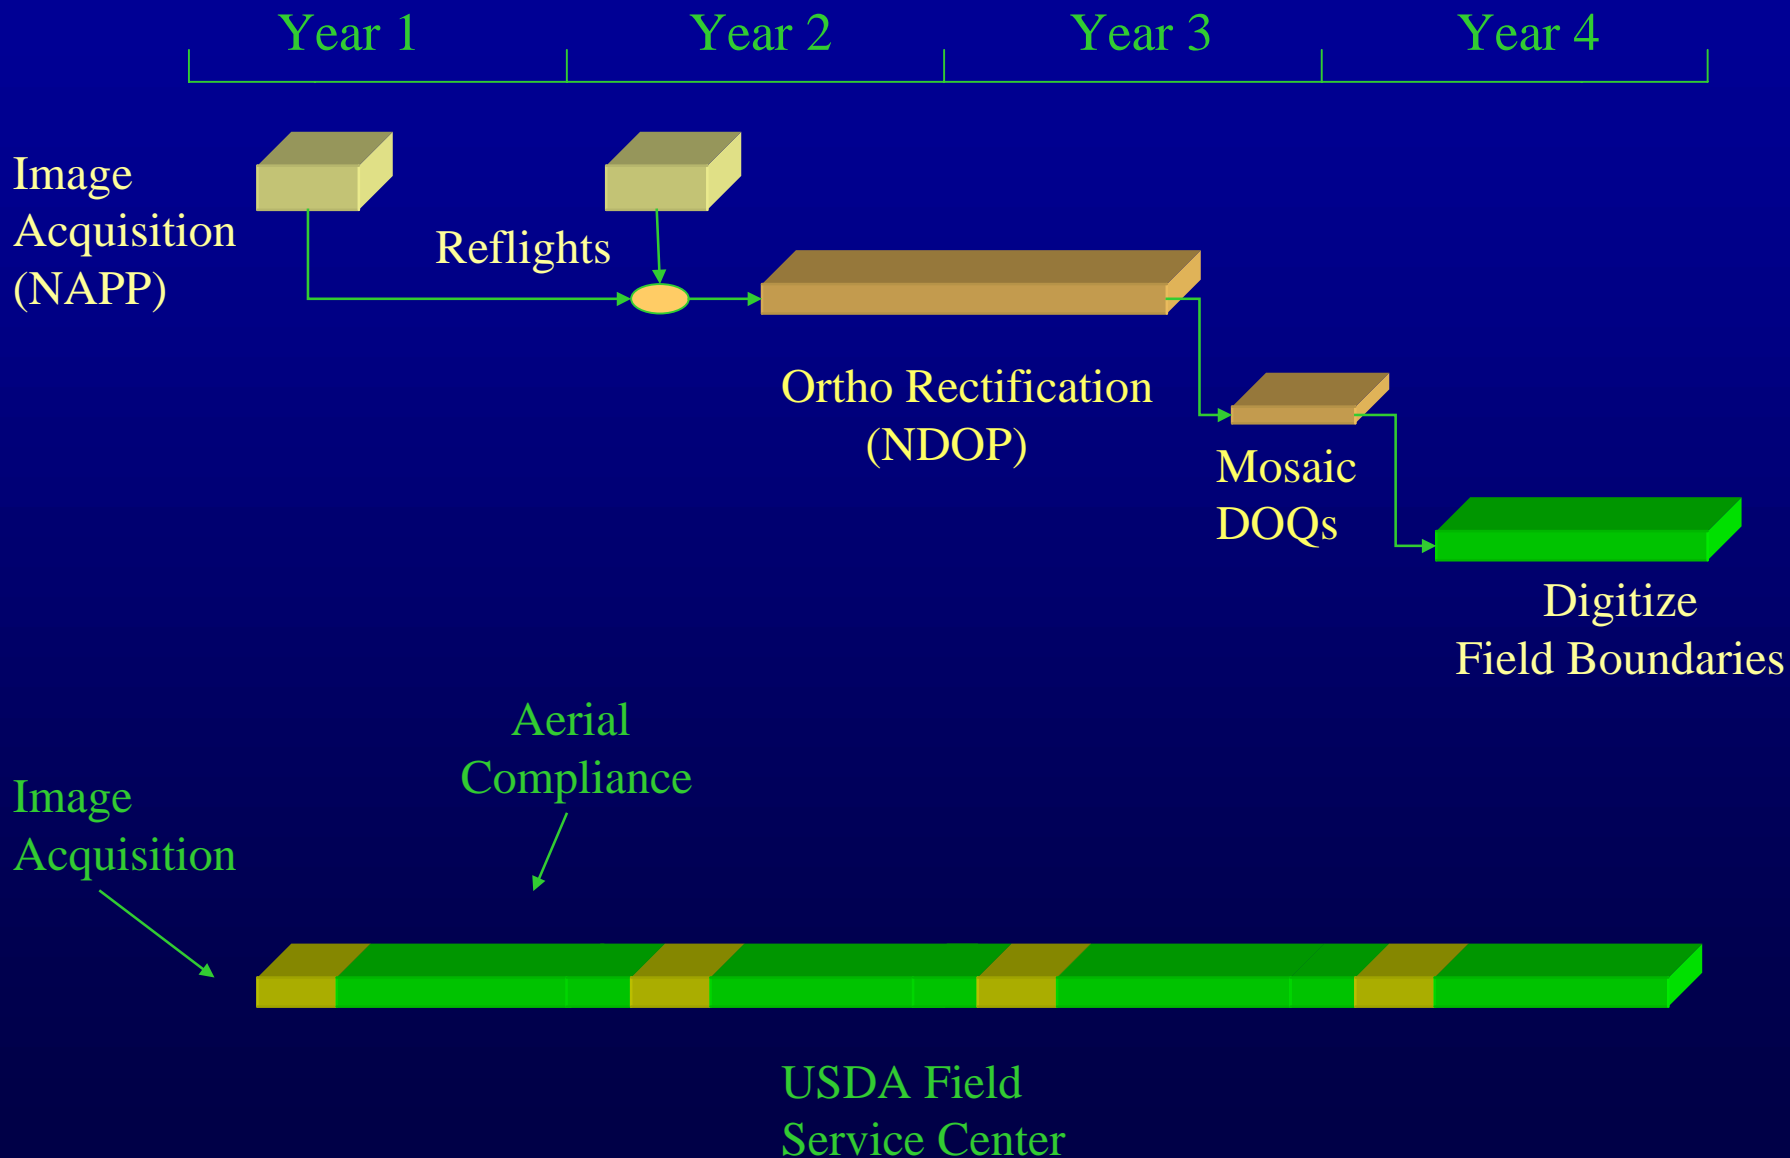 Year 1
Year 2
Year 3
Year 4
Image
Acquisition
(NAPP)
Reflights
Ortho Rectification
(NDOP)
Mosaic
DOQs
Digitize
Field Boundaries
Aerial
Compliance
Image
Acquisition
USDA Field
Service Center